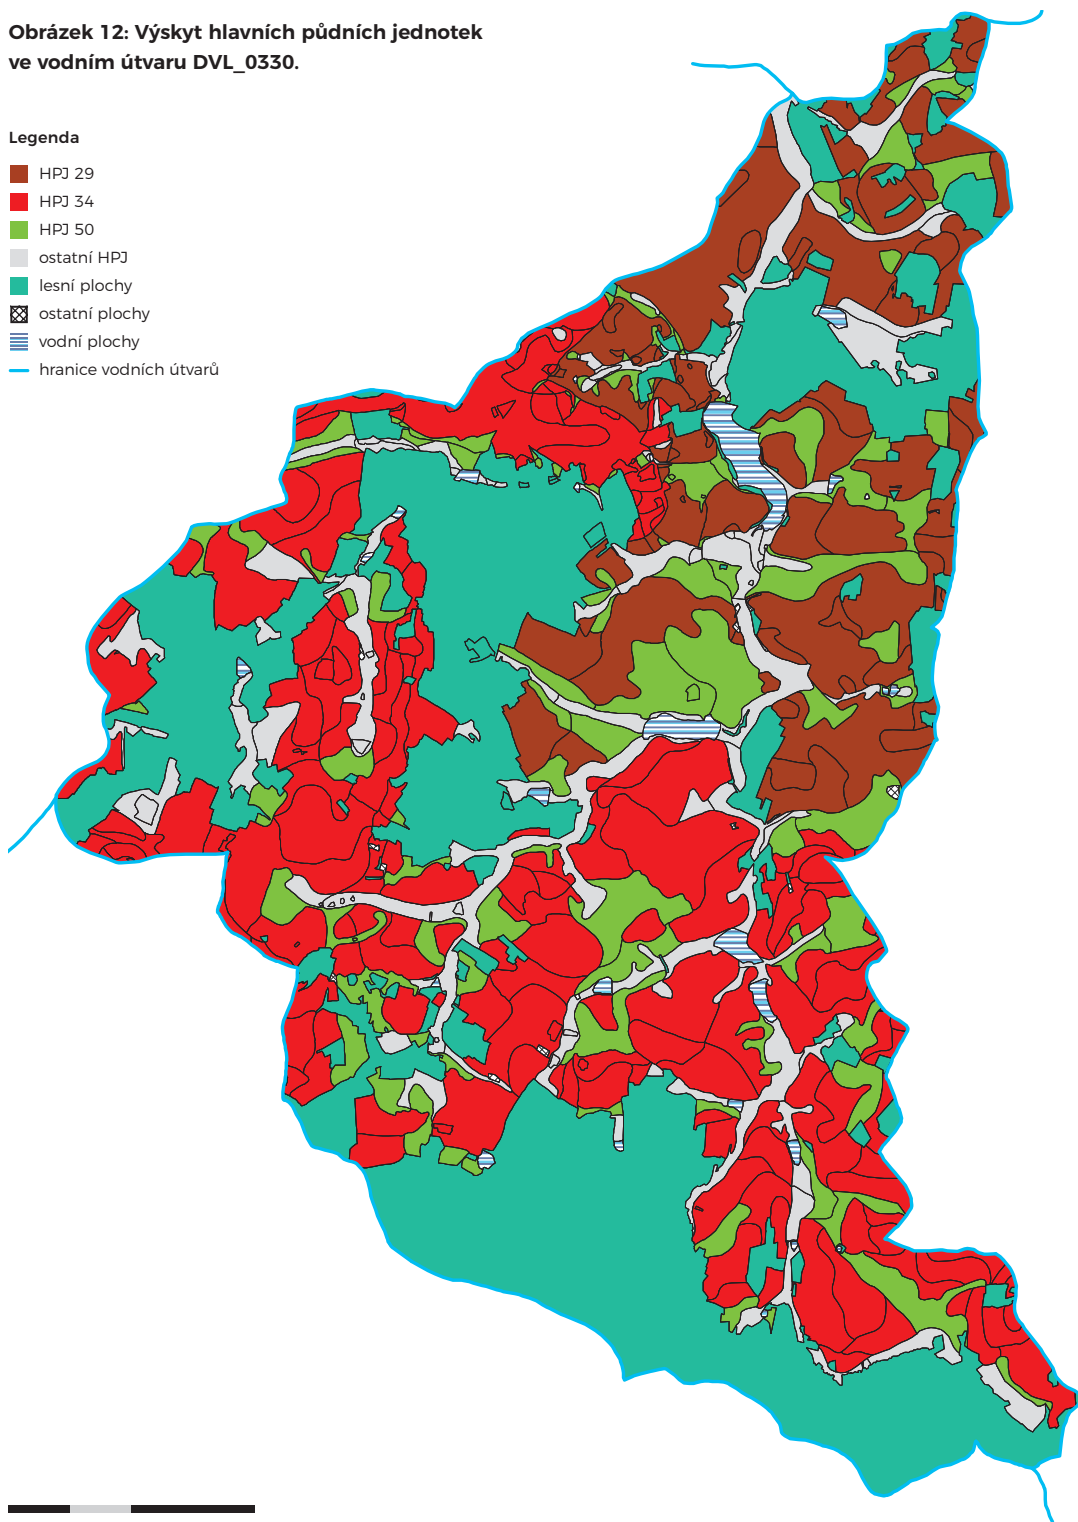 Obrázek 12: Výskyt hlavních půdních jednotek
ve vodním útvaru DVL_0330.
Legenda
HPJ 29
HPJ 34
HPJ 50
ostatní HPJ
lesní plochy
ostatní plochy
vodní plochy
hranice vodních útvarů